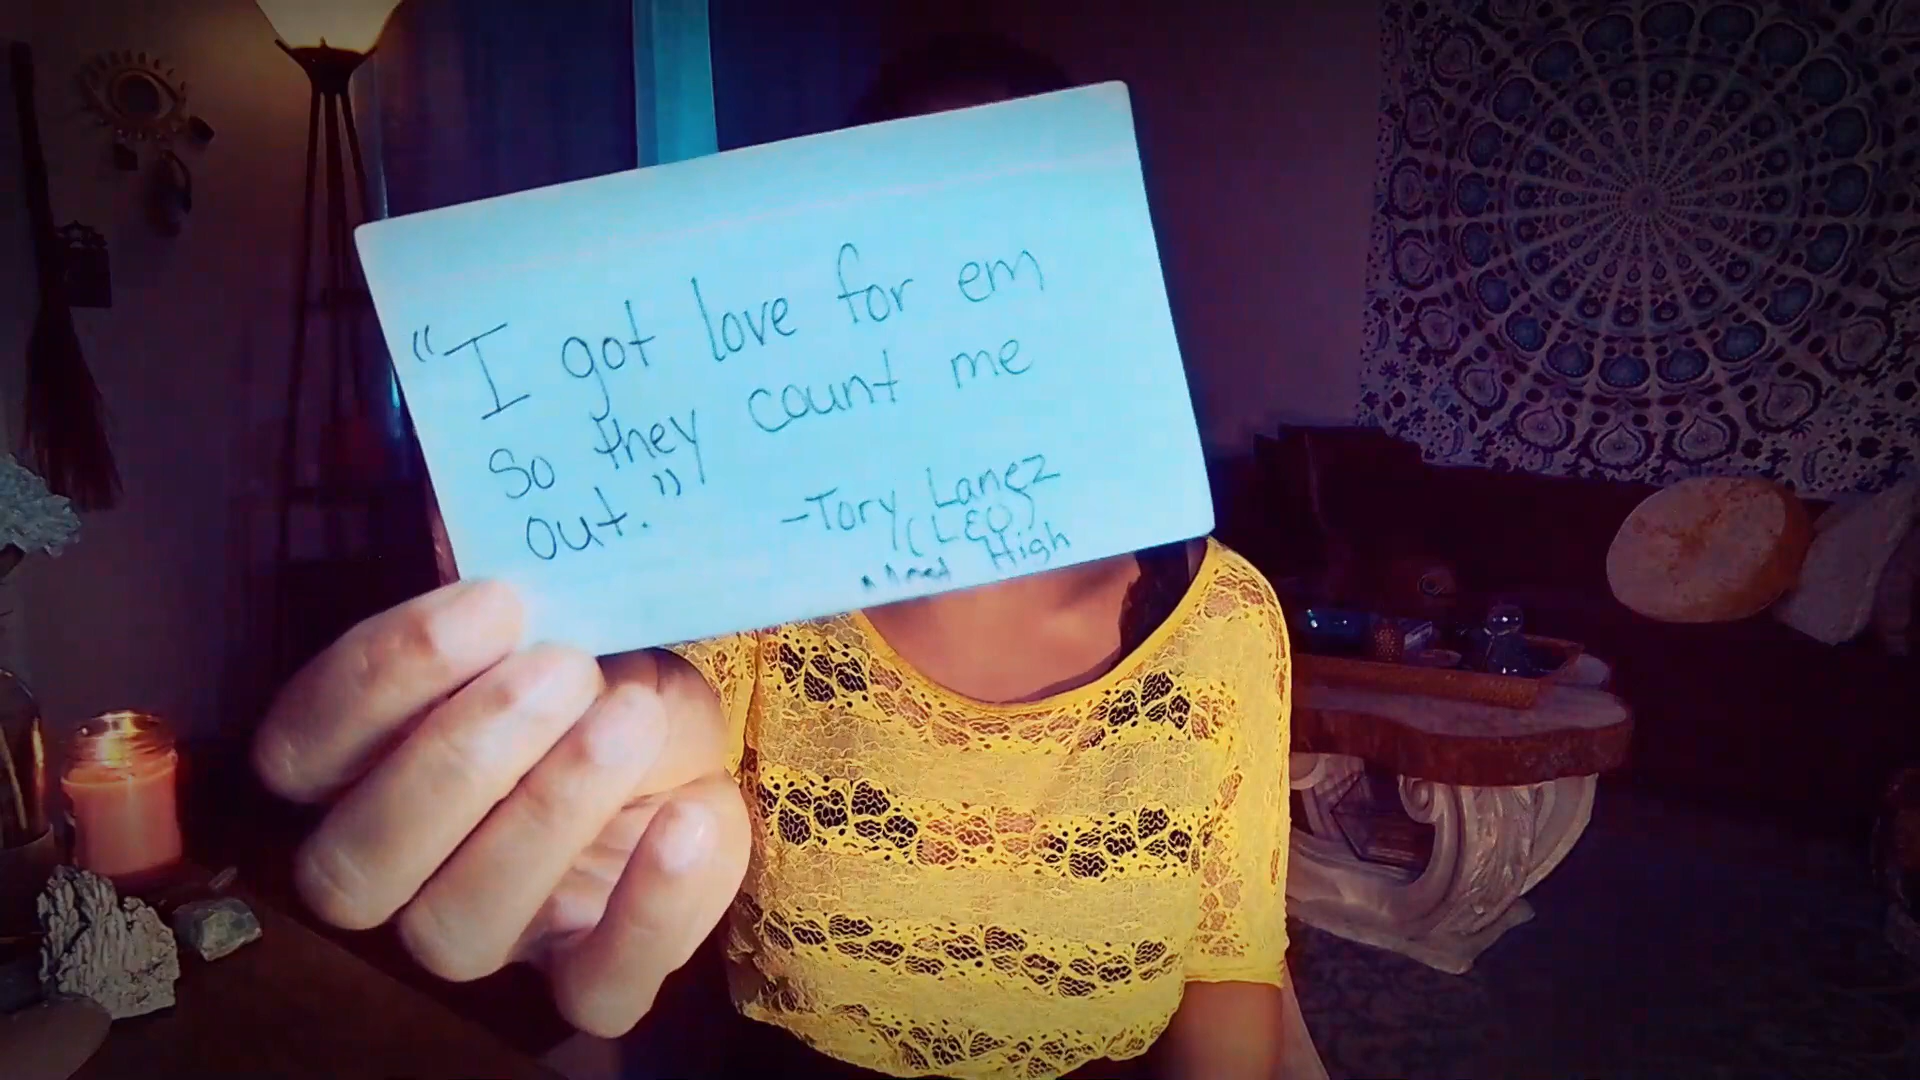 “I got love for em
So they count me
out.”
-Tory Lanez
(LEO)
High